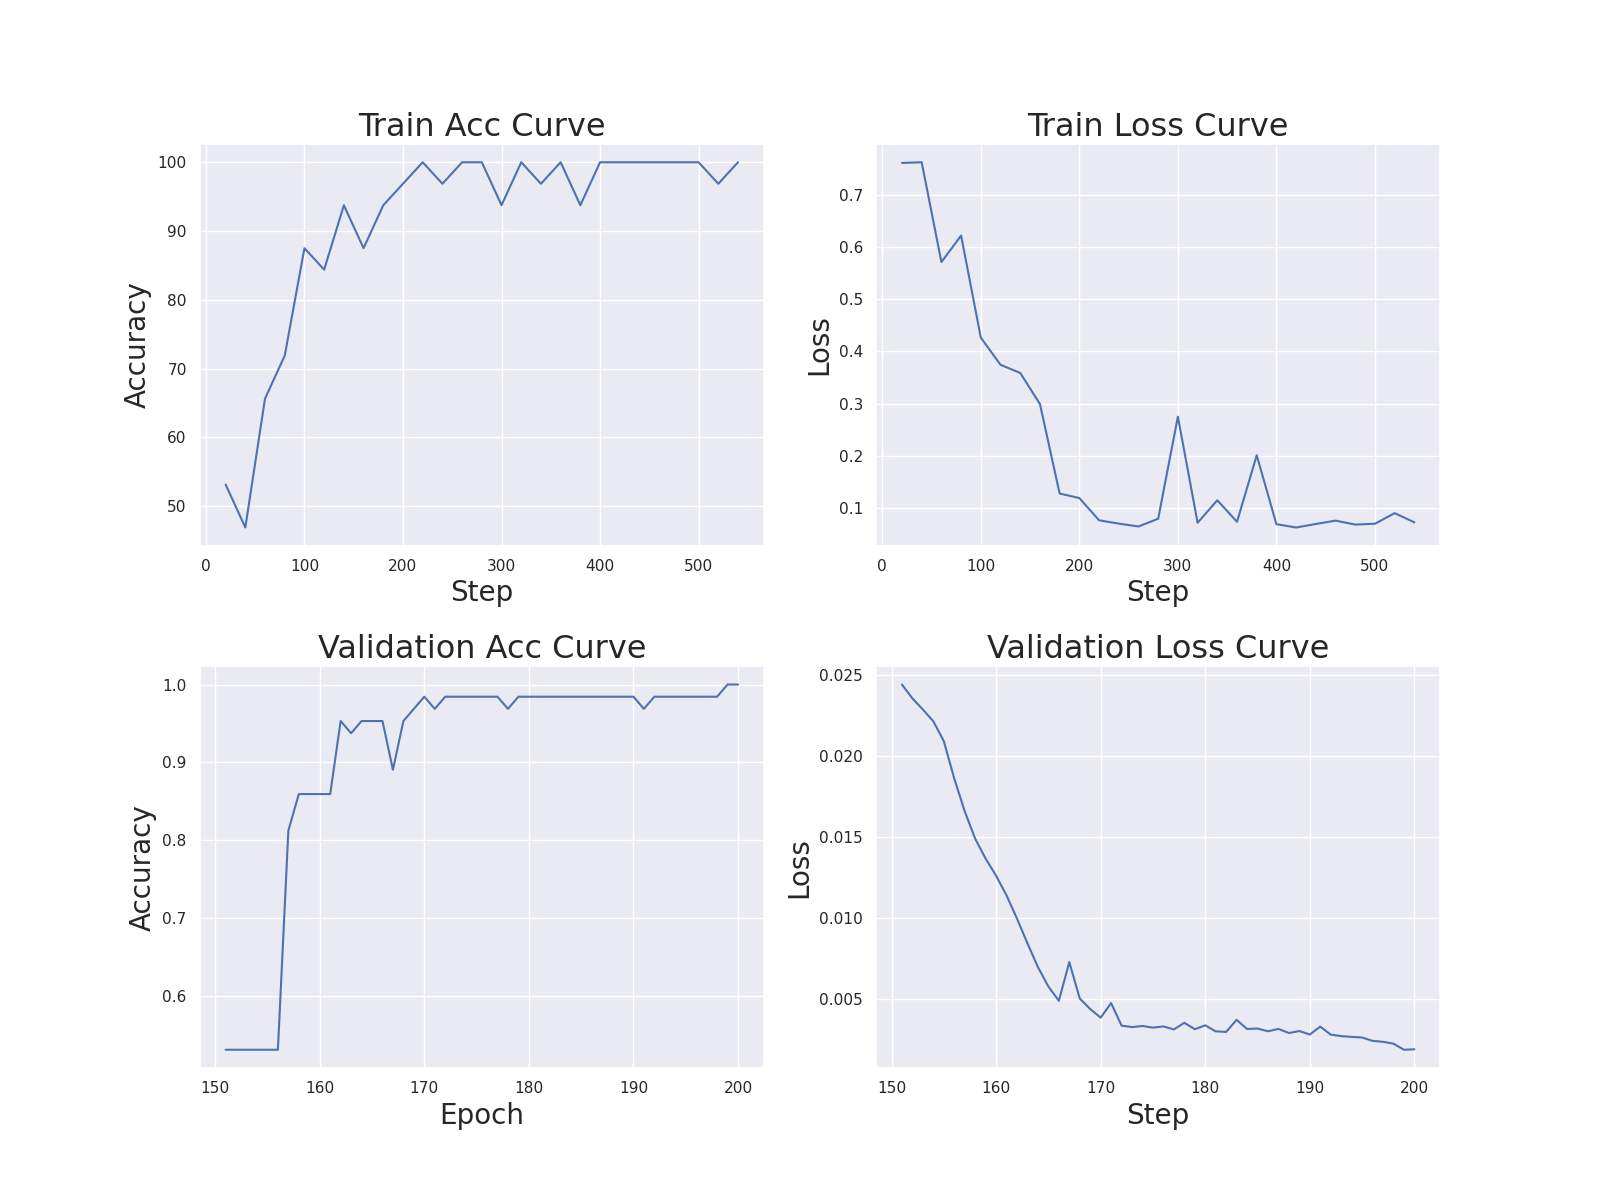 Train Acc Curve
Accuracy
100
90
80
70
60
50
0 100 200 300 400 500
Step
Train Loss Curve
Loss
0.7
0.6
0.5
0.4
0.3
0.2
0.1
0 100 200 300 400 500
Step
Validation Acc Curve
Accuracy
1.0
0.9
0.8
0.7
0.6
150 160 170 180 190 200
Epoch
Validation Loss Curve
Loss
0.025
0.020
0.015
0.010
0.005
150 160 170 180 190 200
Step